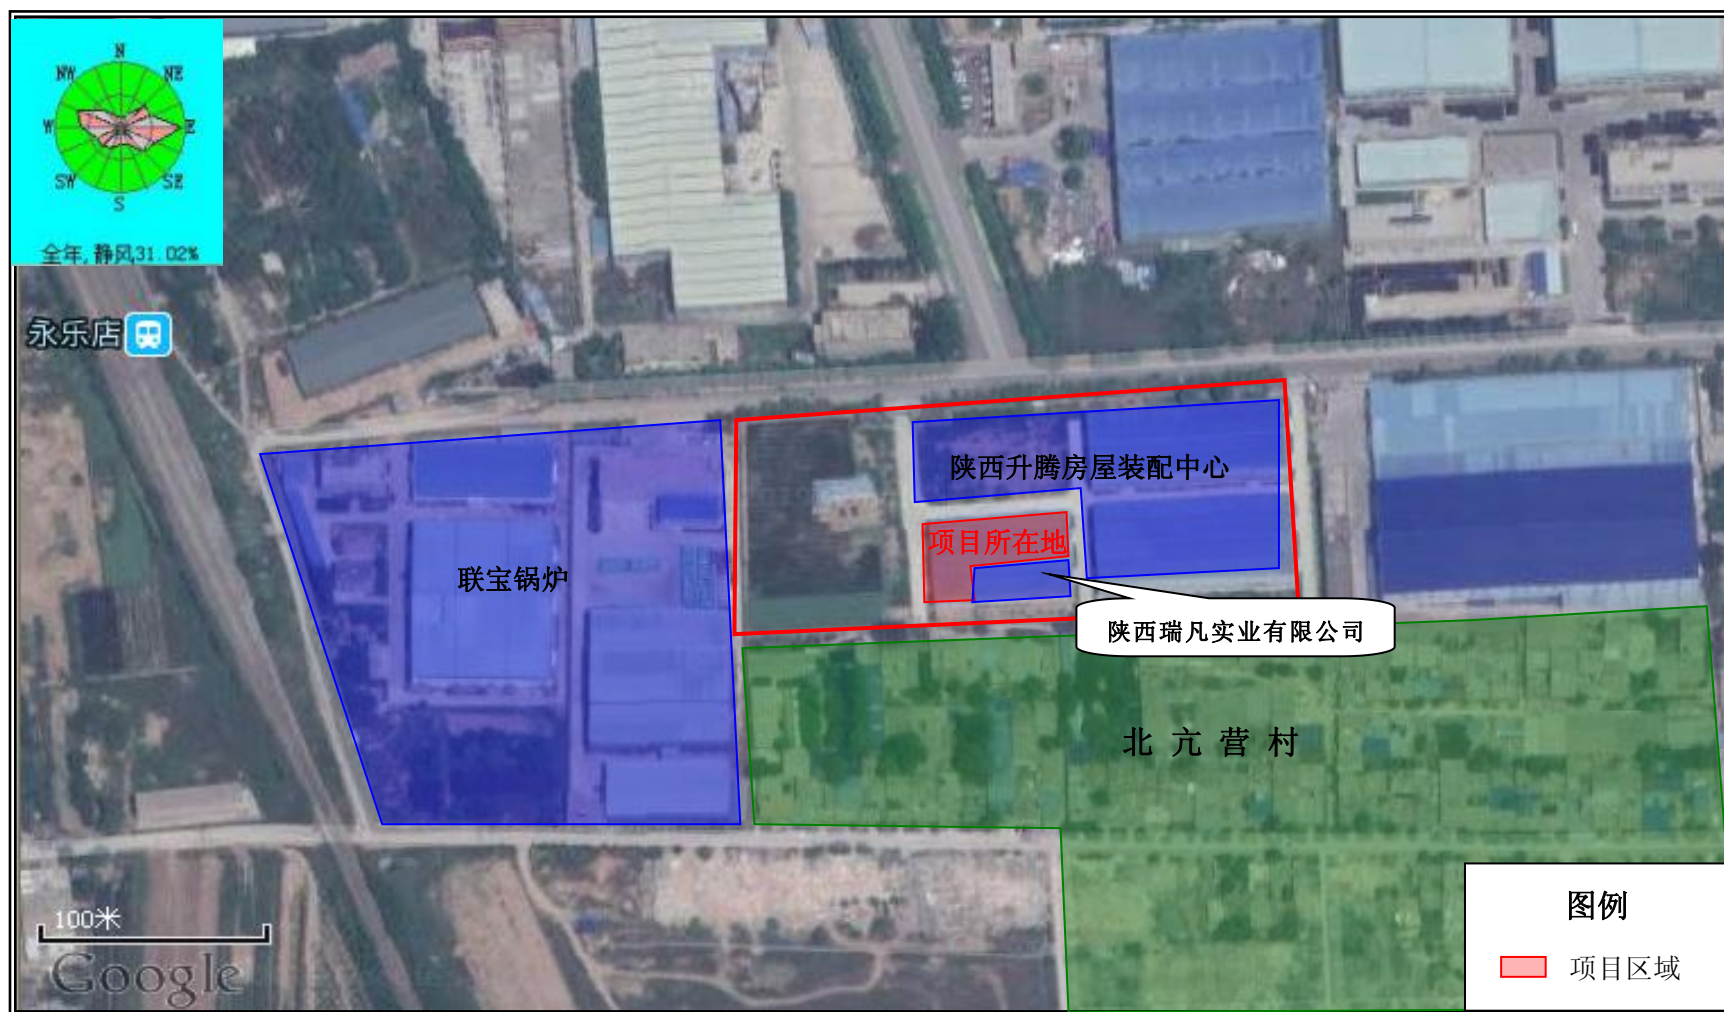 N
NW
NE
W
E
SW
SE
S
全年,静风31.02%
永乐店
陕西升腾房屋装配中心
项目所在地
联宝锅炉
陕西瑞凡实业有限公司
北亢营村
图例
100米
Google
项目区域